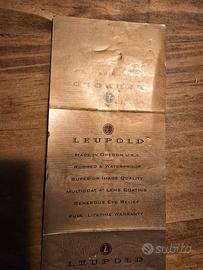 LEUPOLD
LEUPOLD
MADE IN OREGON U.S.A.
RUGGED & WATERPROOF
SUPERIOR IMAGE QUALITY
MULTICOAT 4® LENS COATING
GENEROUS EYE RELIEF
FULL LIFETIME WARRANTY
LEUPOLD
subito